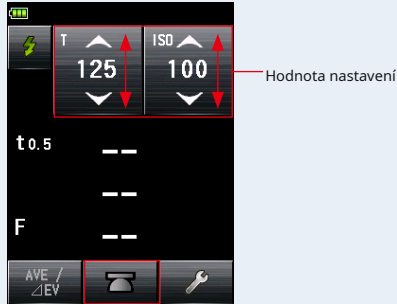 T
ISO
125
100
Hodnota nastavení
t0.5
--
--
F
--
AVE /
⊿EV